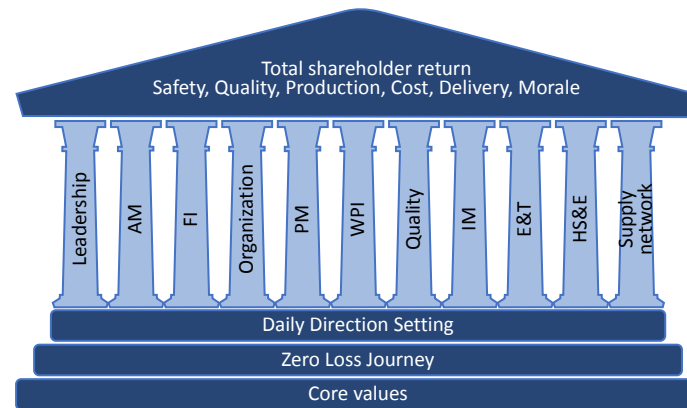 Total shareholder return
Safety, Quality, Production, Cost, Delivery, Morale
Leadership
AM
FI
Organization
PM
WPI
Quality
IM
E&T
HS&E
Supply
network
Daily Direction Setting
Zero Loss Journey
Core values